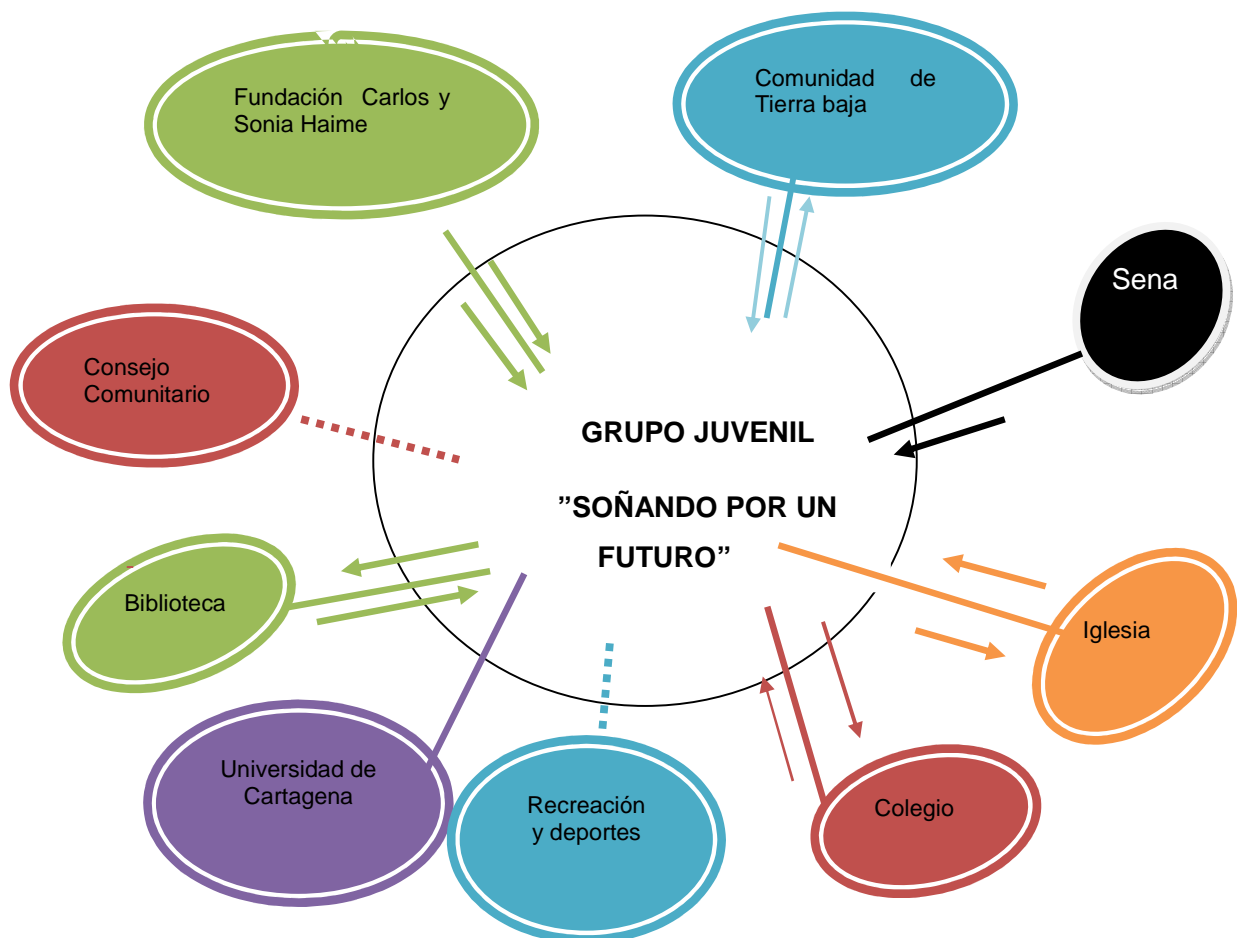 Fundación Carlos y
Sonia Haime
Comunidad de
Tierra baja
Sena
Consejo
Comunitario
GRUPO JUVENIL
”SOÑANDO POR UN
FUTURO”
Biblioteca
Iglesia
Universidad de
Cartagena
Recreación
y deportes
Colegio